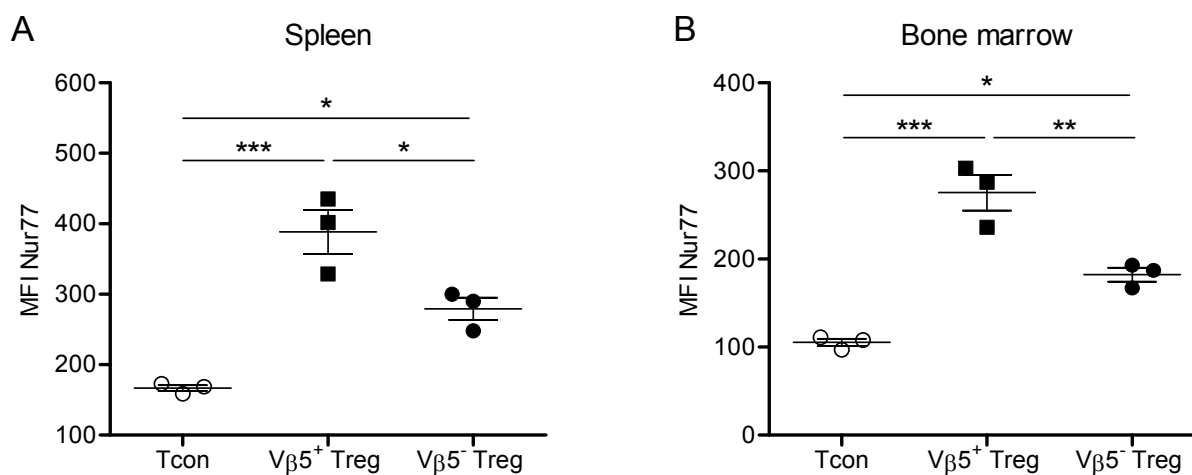 A
Spleen
600
500
400
300
200
100
MFI Nur77
*
***
*
Tcon
Vβ5⁺ Treg
Vβ5⁻ Treg
B
Bone marrow
400
300
200
100
0
MFI Nur77
*
***
**
Tcon
Vβ5⁺ Treg
Vβ5⁻ Treg